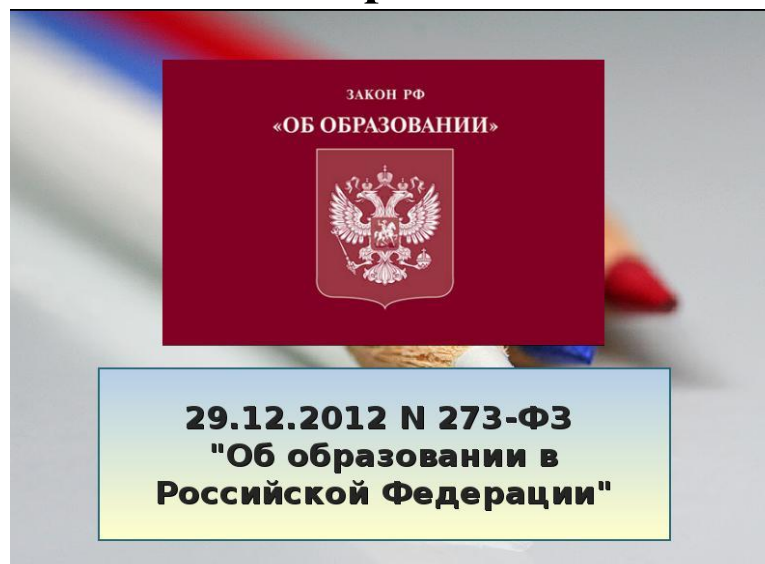 ЗАКОН РФ
«ОБ ОБРАЗОВАНИИ»
29.12.2012 N 273-ФЗ
"Об образовании в
Российской Федерации"